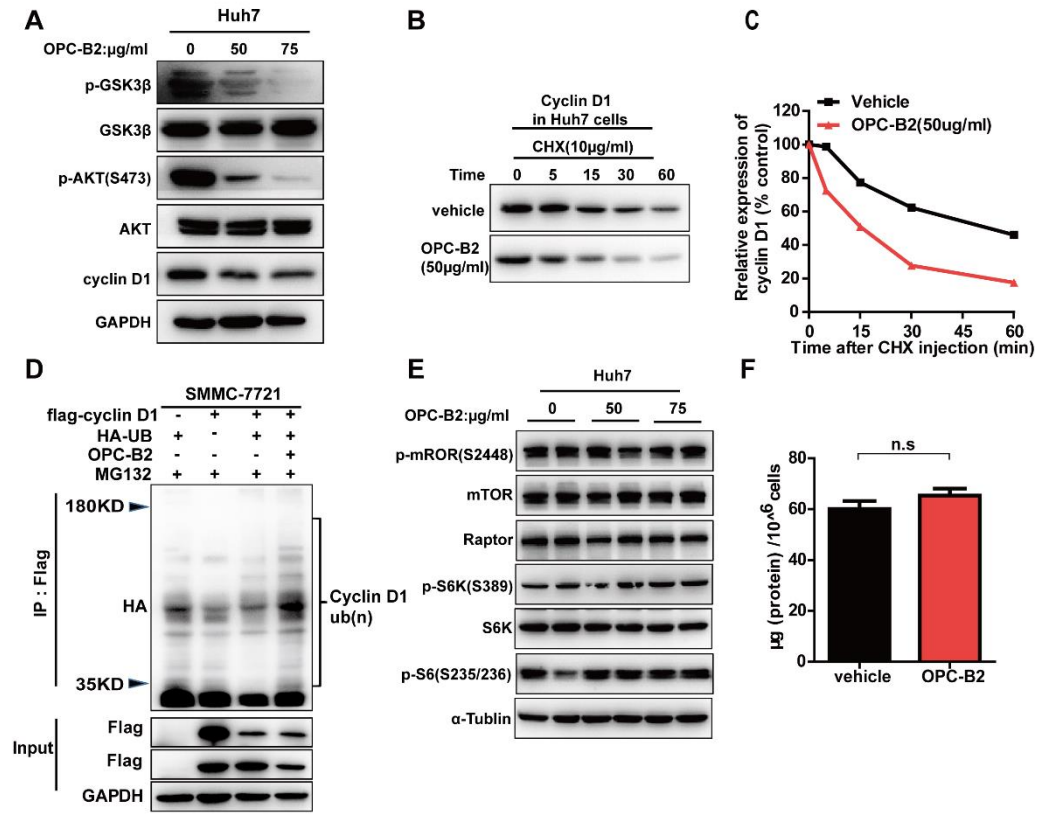 A
Huh7
OPC-B2:μg/ml 0 50 75
p-GSK3β
GSK3β
p-AKT(S473)
AKT
cyclin D1
GAPDH
B
Cyclin D1
in Huh7 cells
CHX(10μg/ml)
Time 0 5 15 30 60
vehicle
OPC-B2
(50μg/ml)
C
Vehicle
OPC-B2(50ug/ml)
Rrelative expression of
cyclin D1 (% control)
120
100
80
60
40
20
0
0 15 30 45 60
Time after CHX injection (min)
D
SMMC-7721
flag-cyclin D1 - + + +
HA-UB + - + +
OPC-B2 - - - +
MG132 + + + +
IP : Flag
180KD
HA
35KD
Cyclin D1
ub(n)
Input
Flag
Flag
GAPDH
E
Huh7
OPC-B2:μg/ml 0 50 75
p-mROR(S2448)
mTOR
Raptor
p-S6K(S389)
S6K
p-S6(S235/236)
α-Tublin
F
n.s
μg (protein) /10^6 cells
80
60
40
20
0
vehicle OPC-B2